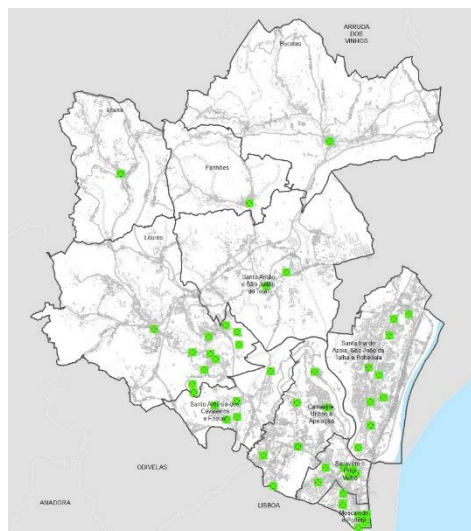 ARRUDA
DOS
VINHOS
Bucelas
Lousa
Fanhões
Loures
Santo Antão
e São Julião
do Tojal
Santa Iria de
Azoia, São João da
Talha e Bobadela
Santo António dos
Cavaleiros
e Frielas
Camarate,
Unhos e
Apelação
Sacavém e
Prior
Velho
Moscavide
e Portela
ODIVELAS
AMADORA
LISBOA